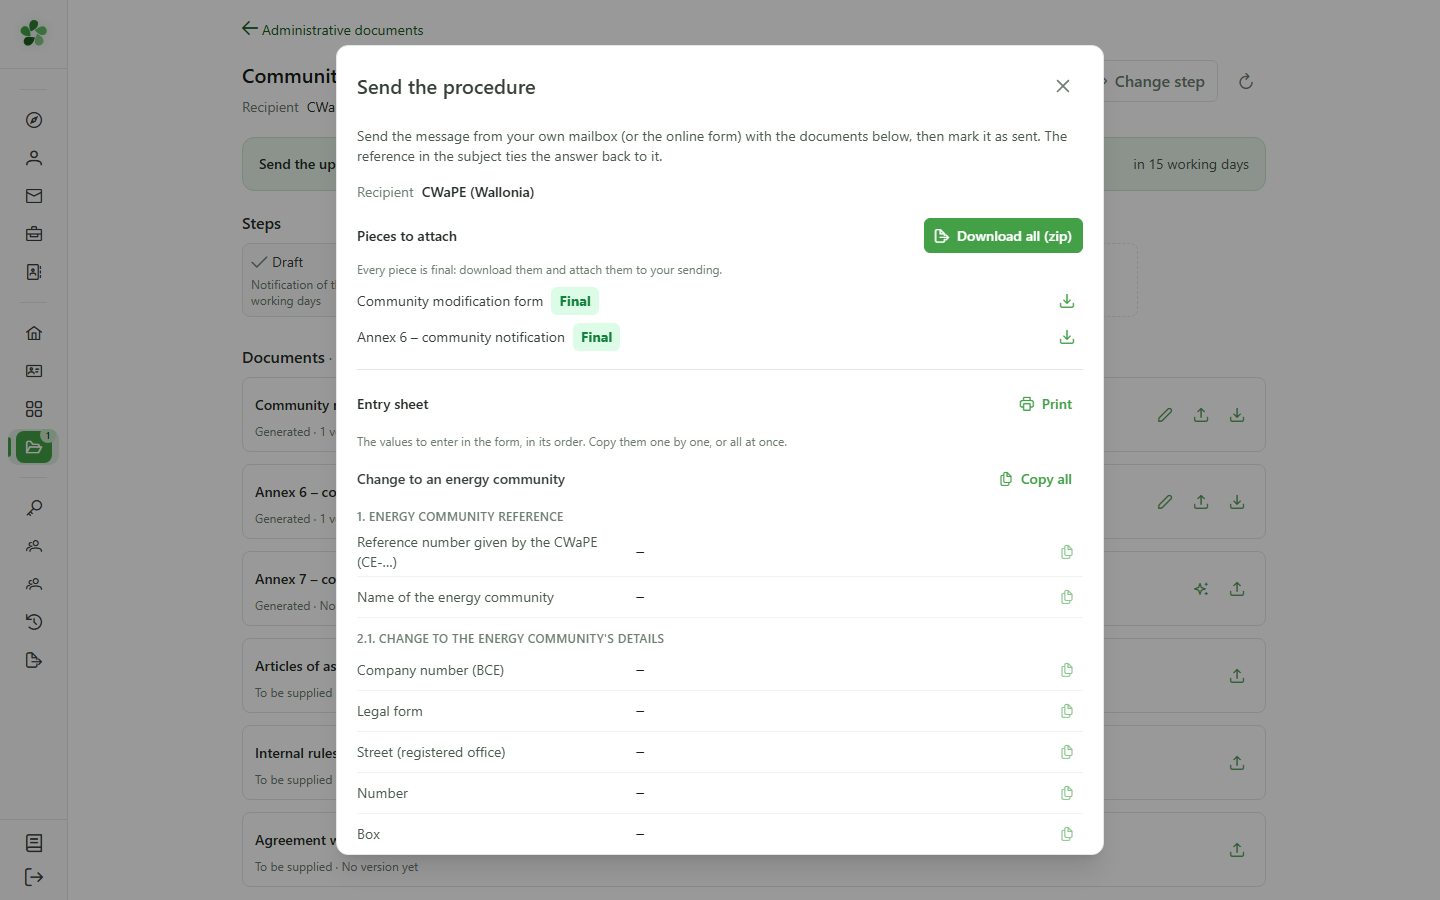 Administrative documents
Communit
Change step
Recipient CWa
Send the up
in 15 working days
Steps
Draft
Notification of t
working days
Documents ·
Community
Generated · 1 v
Annex 6 – co
Generated · 1 v
Annex 7 – co
Generated · No
Articles of as
To be supplied
Internal rules
To be supplied
Agreement w
To be supplied · No version yet
1
Send the procedure
Send the message from your own mailbox (or the online form) with the documents below, then mark it as sent. The
reference in the subject ties the answer back to it.
Recipient CWaPE (Wallonia)
Pieces to attach
Download all (zip)
Every piece is final: download them and attach them to your sending.
Community modification form Final
Annex 6 – community notification Final
Entry sheet
Print
The values to enter in the form, in its order. Copy them one by one, or all at once.
Change to an energy community
Copy all
1. ENERGY COMMUNITY REFERENCE
Reference number given by the CWaPE
(CE-…)
–
Name of the energy community –
2.1. CHANGE TO THE ENERGY COMMUNITY'S DETAILS
Company number (BCE) –
Legal form –
Street (registered office) –
Number –
Box –